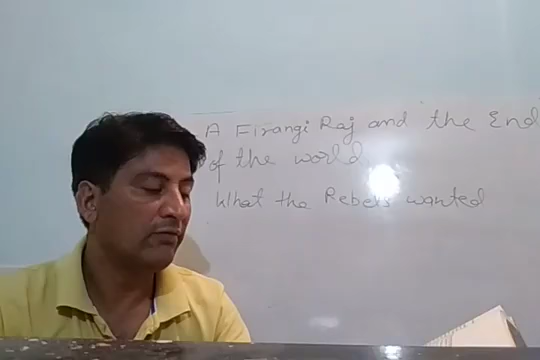 A Firangi Raj and the End
of the world
What the Rebels wanted